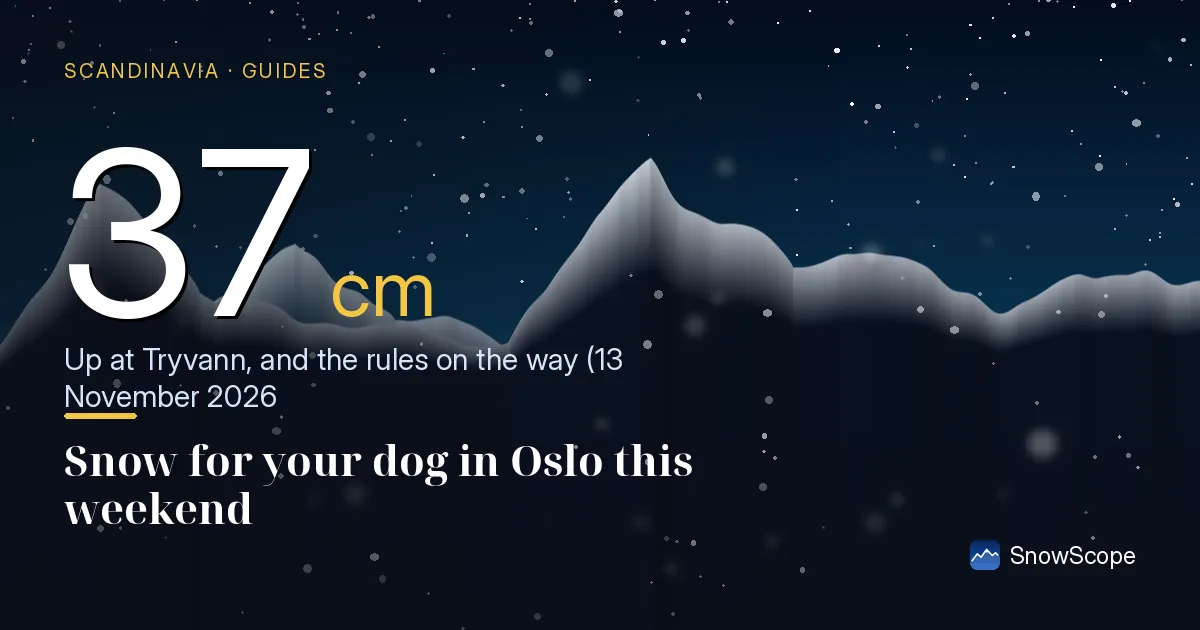 SCANDINAVIA · GUIDES
37 cm
Up at Tryvann, and the rules on the way (13
November 2026
Snow for your dog in Oslo this
weekend
SnowScope